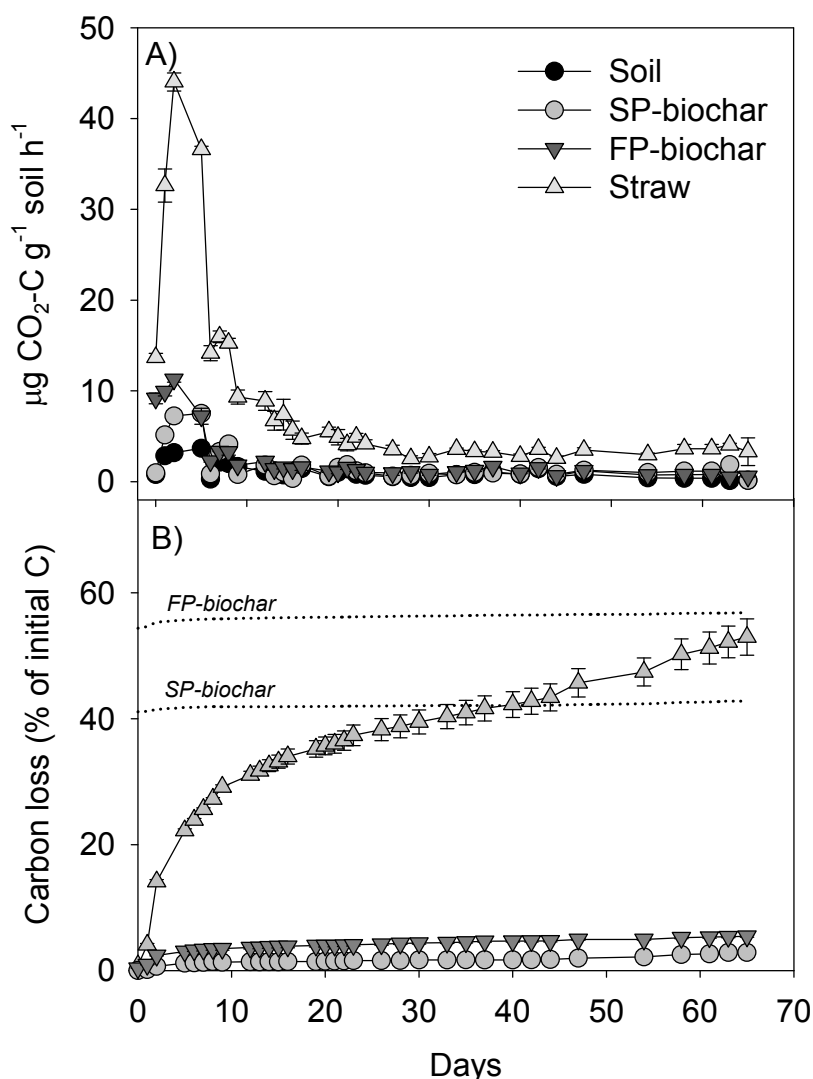 50
A)
Soil
SP-biochar
40
FP-biochar
Straw
30
20
10
0
µg CO₂-C g⁻¹ soil h⁻¹
B)
60
FP-biochar
SP-biochar
40
20
0
Carbon loss (% of initial C)
0 10 20 30 40 50 60 70
Days